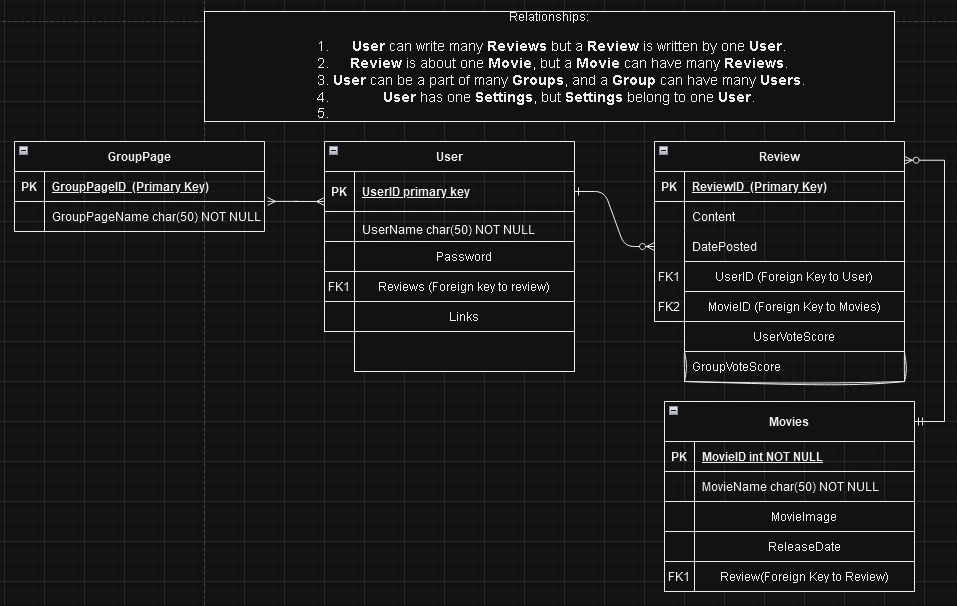 Relationships:
1. User can write many Reviews but a Review is written by one User.
2. Review is about one Movie, but a Movie can have many Reviews.
3. User can be a part of many Groups, and a Group can have many Users.
4. User has one Settings, but Settings belong to one User.
5.
GroupPage
PK GroupPageID (Primary Key)
GroupPageName char(50) NOT NULL
User
PK UserID primary key
UserName char(50) NOT NULL
Password
FK1 Reviews (Foreign key to review)
Links
Review
PK ReviewID (Primary Key)
Content
DatePosted
FK1 UserID (Foreign Key to User)
FK2 MovieID (Foreign Key to Movies)
UserVoteScore
GroupVoteScore
Movies
PK MovieID int NOT NULL
MovieName char(50) NOT NULL
MovieImage
ReleaseDate
FK1 Review(Foreign Key to Review)